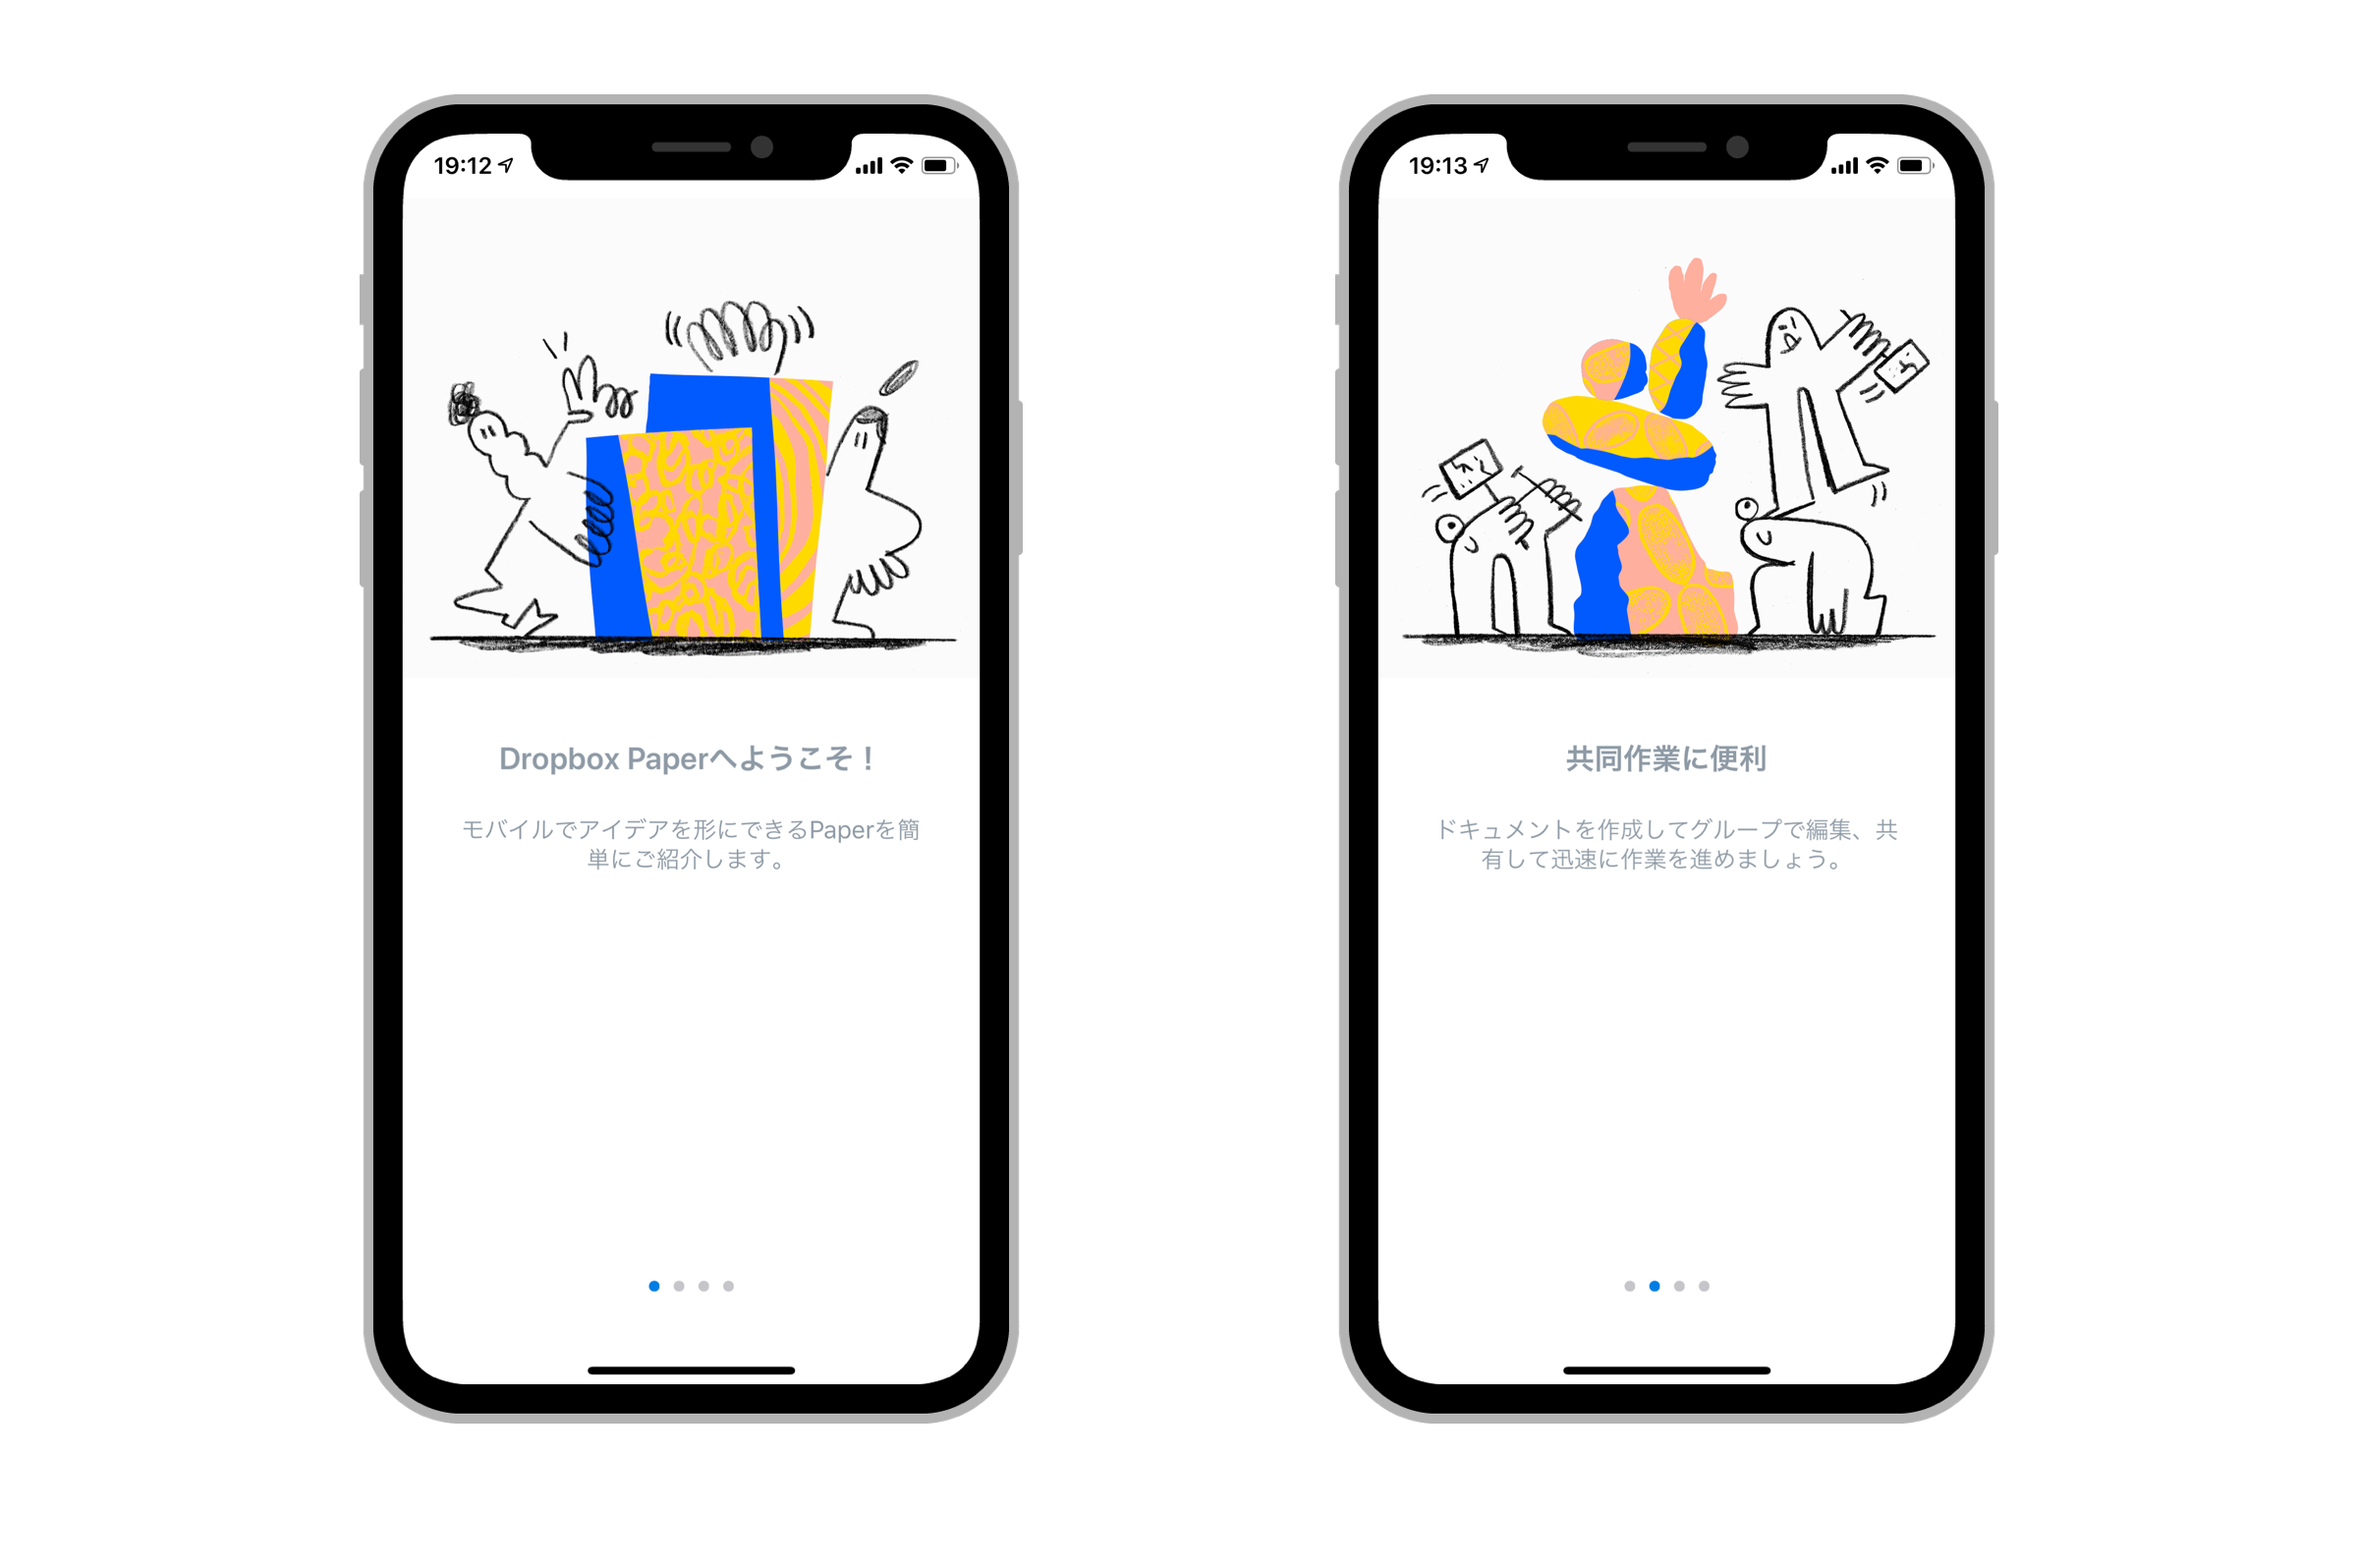 19:12
Dropbox Paperへようこそ！
モバイルでアイデアを形にできるPaperを簡
単にご紹介します。
19:13
共同作業に便利
ドキュメントを作成してグループで編集、共
有して迅速に作業を進めましょう。